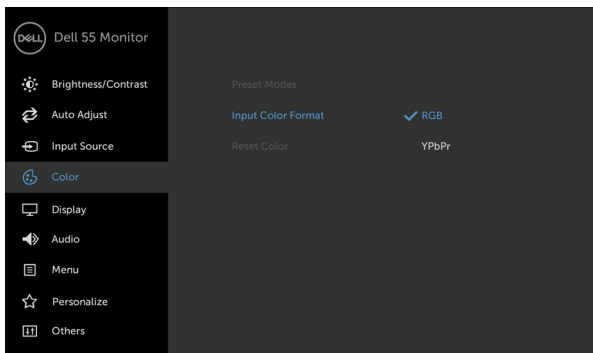 DELL Dell 55 Monitor
Brightness/Contrast
Auto Adjust
Input Source
Color
Display
Audio
Menu
Personalize
Others
Preset Modes
Input Color Format
Reset Color
RGB
YPbPr